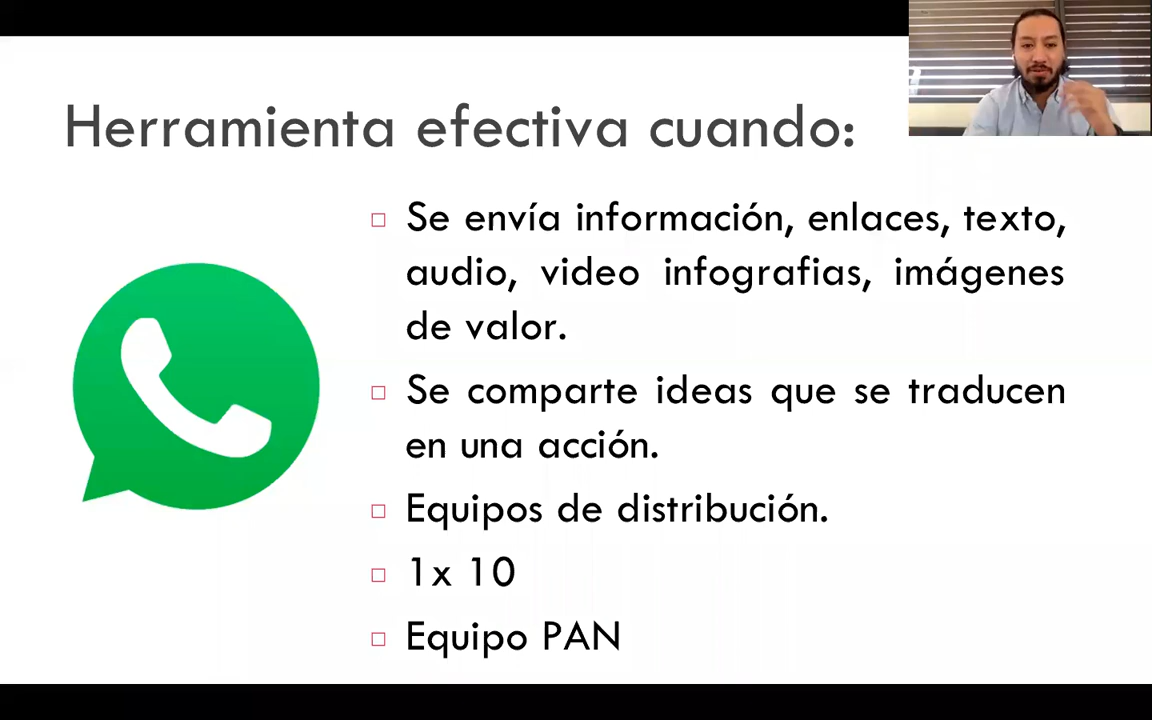 Herramienta efectiva cuando:
Se envía información, enlaces, texto,
audio, video infografias, imágenes
de valor.
Se comparte ideas que se traducen
en una acción.
Equipos de distribución.
1x 10
Equipo PAN